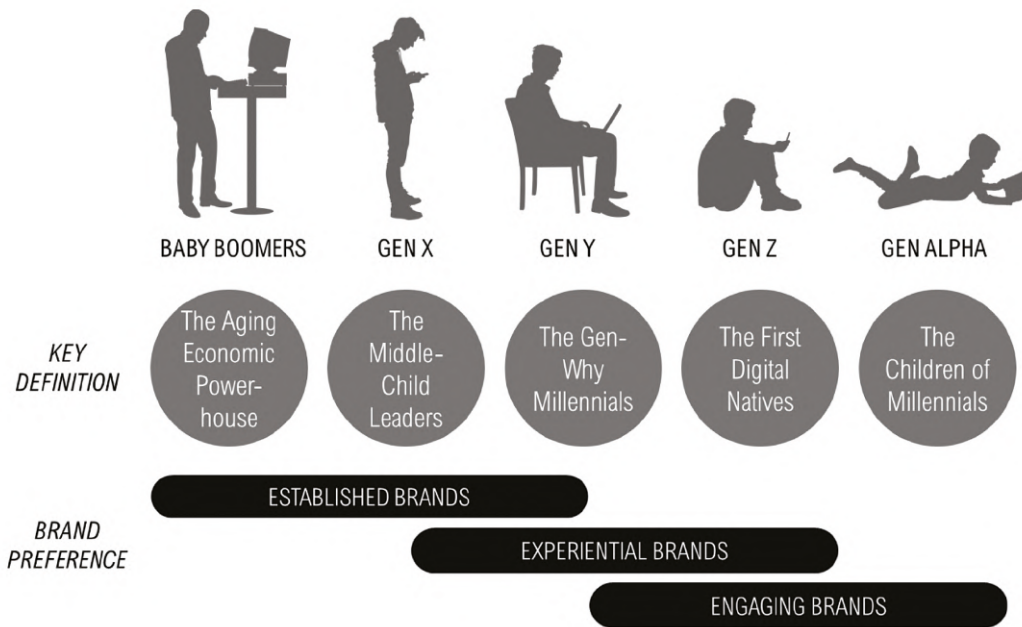 BABY BOOMERS
GEN X
GEN Y
GEN Z
GEN ALPHA
KEY
DEFINITION
The Aging
Economic
Power-
house
The
Middle-
Child
Leaders
The Gen-
Why
Millennials
The First
Digital
Natives
The
Children of
Millennials
BRAND
PREFERENCE
ESTABLISHED BRANDS
EXPERIENTIAL BRANDS
ENGAGING BRANDS